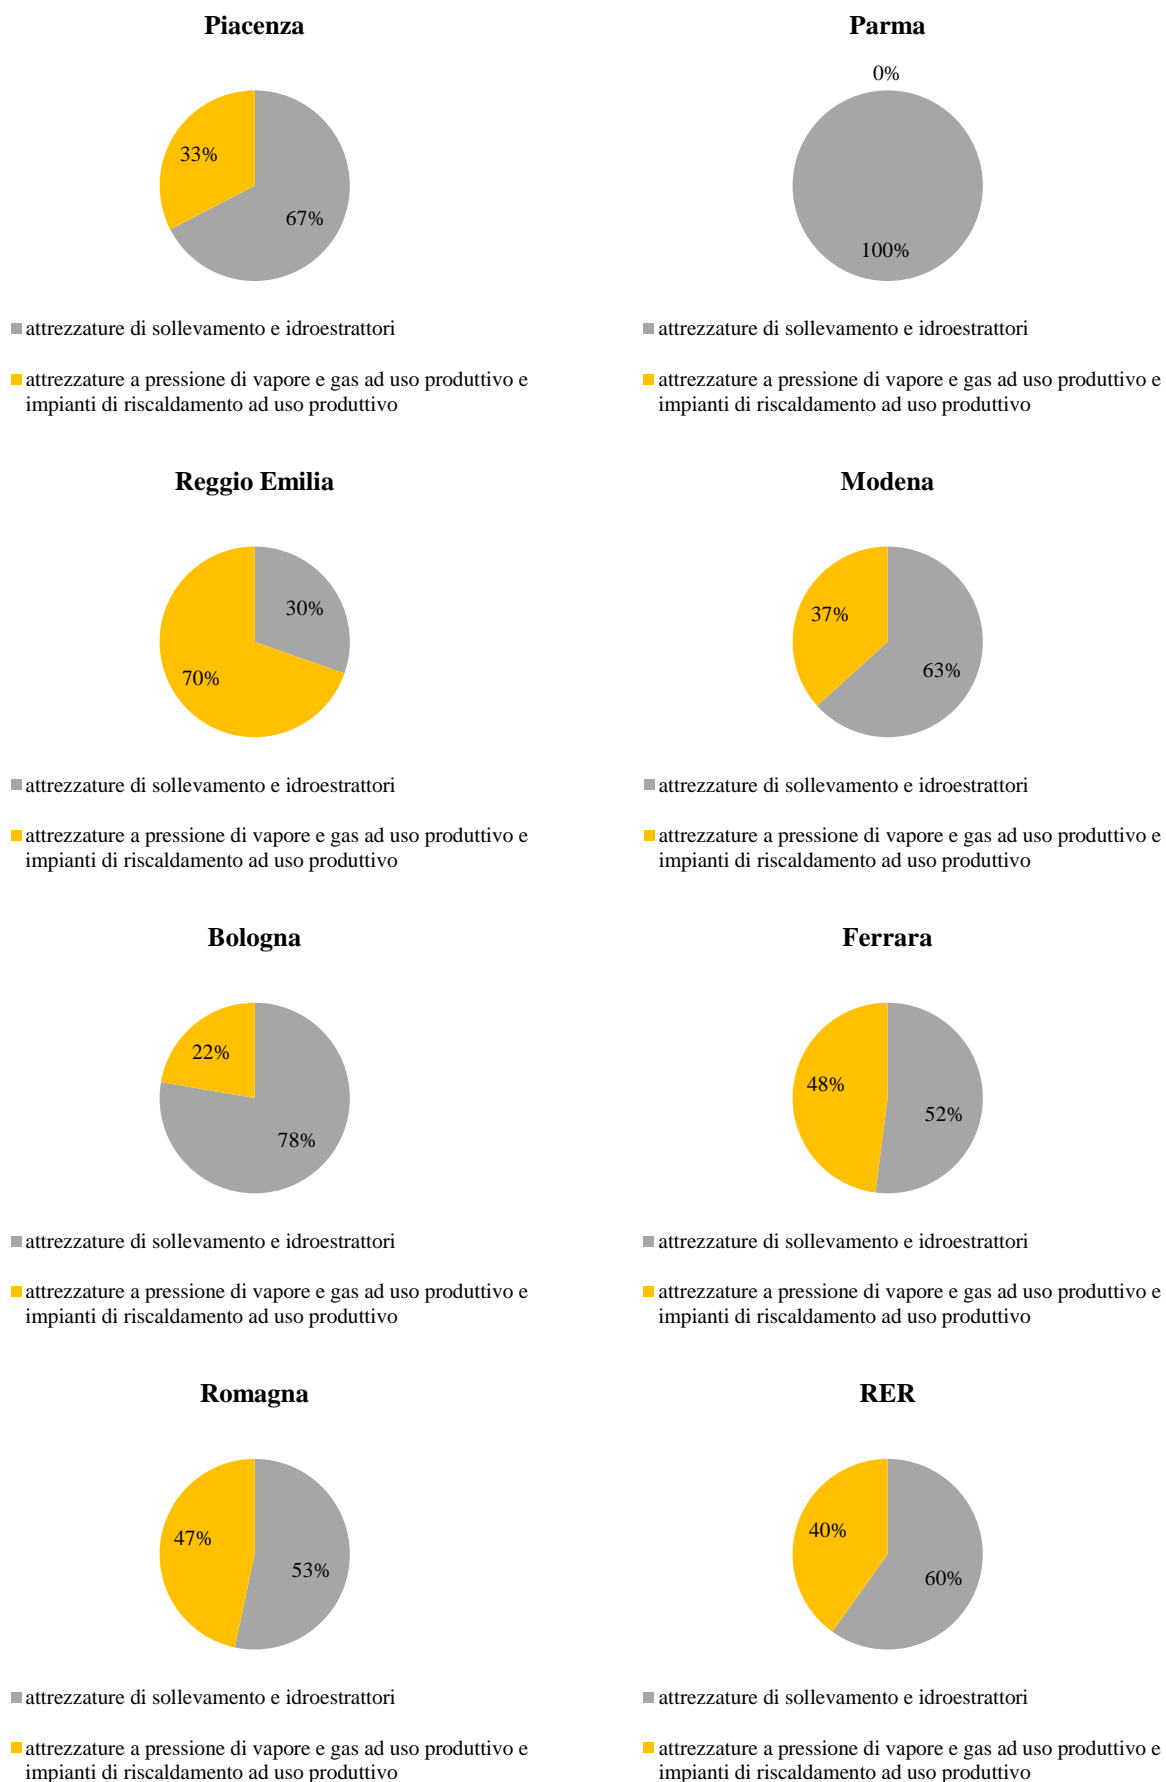 Piacenza
33%
67%
attrezzature di sollevamento e idroestrattori
attrezzature a pressione di vapore e gas ad uso produttivo e
impianti di riscaldamento ad uso produttivo
Parma
0%
100%
attrezzature di sollevamento e idroestrattori
attrezzature a pressione di vapore e gas ad uso produttivo e
impianti di riscaldamento ad uso produttivo
Reggio Emilia
30%
70%
attrezzature di sollevamento e idroestrattori
attrezzature a pressione di vapore e gas ad uso produttivo e
impianti di riscaldamento ad uso produttivo
Modena
37%
63%
attrezzature di sollevamento e idroestrattori
attrezzature a pressione di vapore e gas ad uso produttivo e
impianti di riscaldamento ad uso produttivo
Bologna
22%
78%
attrezzature di sollevamento e idroestrattori
attrezzature a pressione di vapore e gas ad uso produttivo e
impianti di riscaldamento ad uso produttivo
Ferrara
48%
52%
attrezzature di sollevamento e idroestrattori
attrezzature a pressione di vapore e gas ad uso produttivo e
impianti di riscaldamento ad uso produttivo
Romagna
47%
53%
attrezzature di sollevamento e idroestrattori
attrezzature a pressione di vapore e gas ad uso produttivo e
impianti di riscaldamento ad uso produttivo
RER
40%
60%
attrezzature di sollevamento e idroestrattori
attrezzature a pressione di vapore e gas ad uso produttivo e
impianti di riscaldamento ad uso produttivo